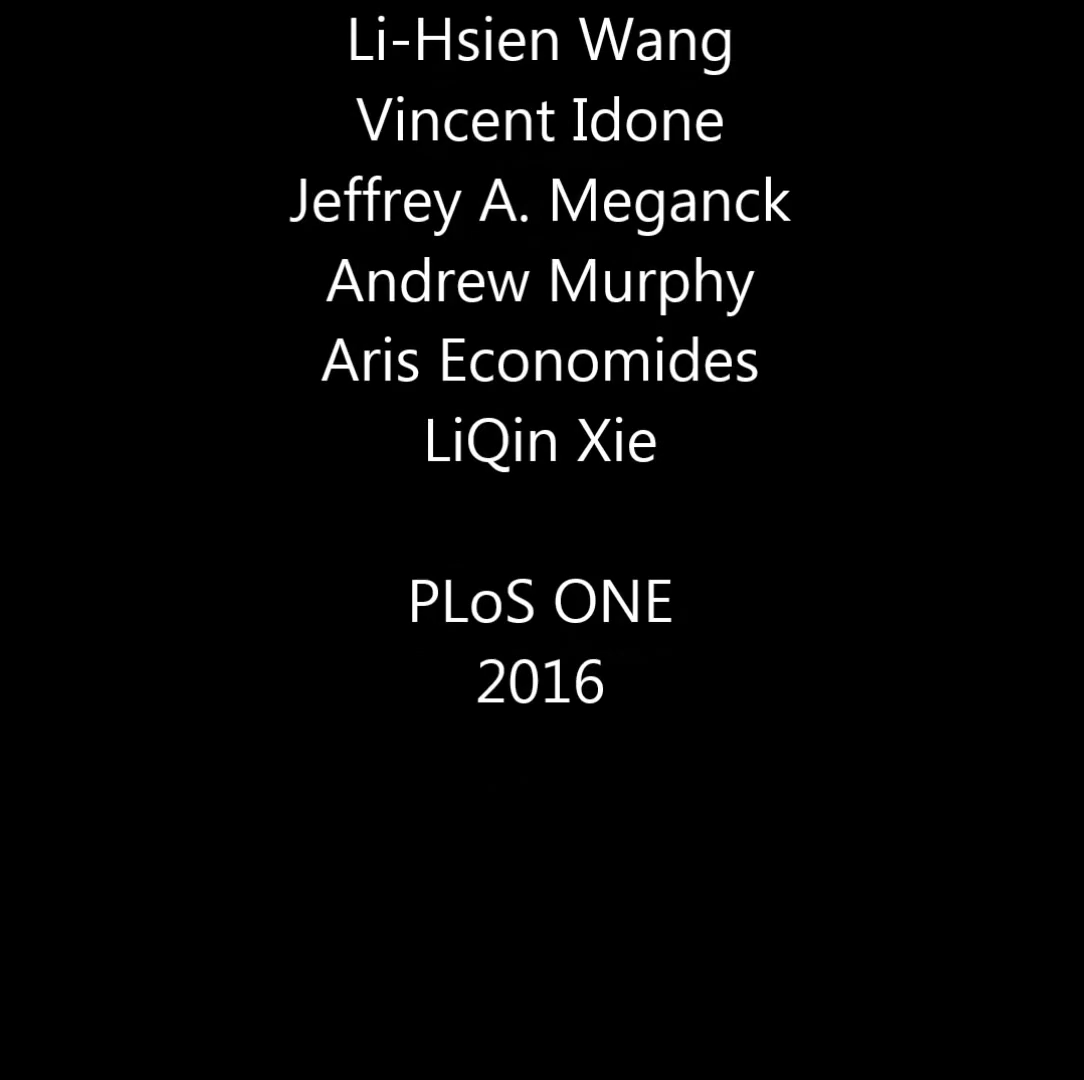 Li-Hsien Wang
Vincent Idone
Jeffrey A. Meganck
Andrew Murphy
Aris Economides
LiQin Xie
PLoS ONE
2016